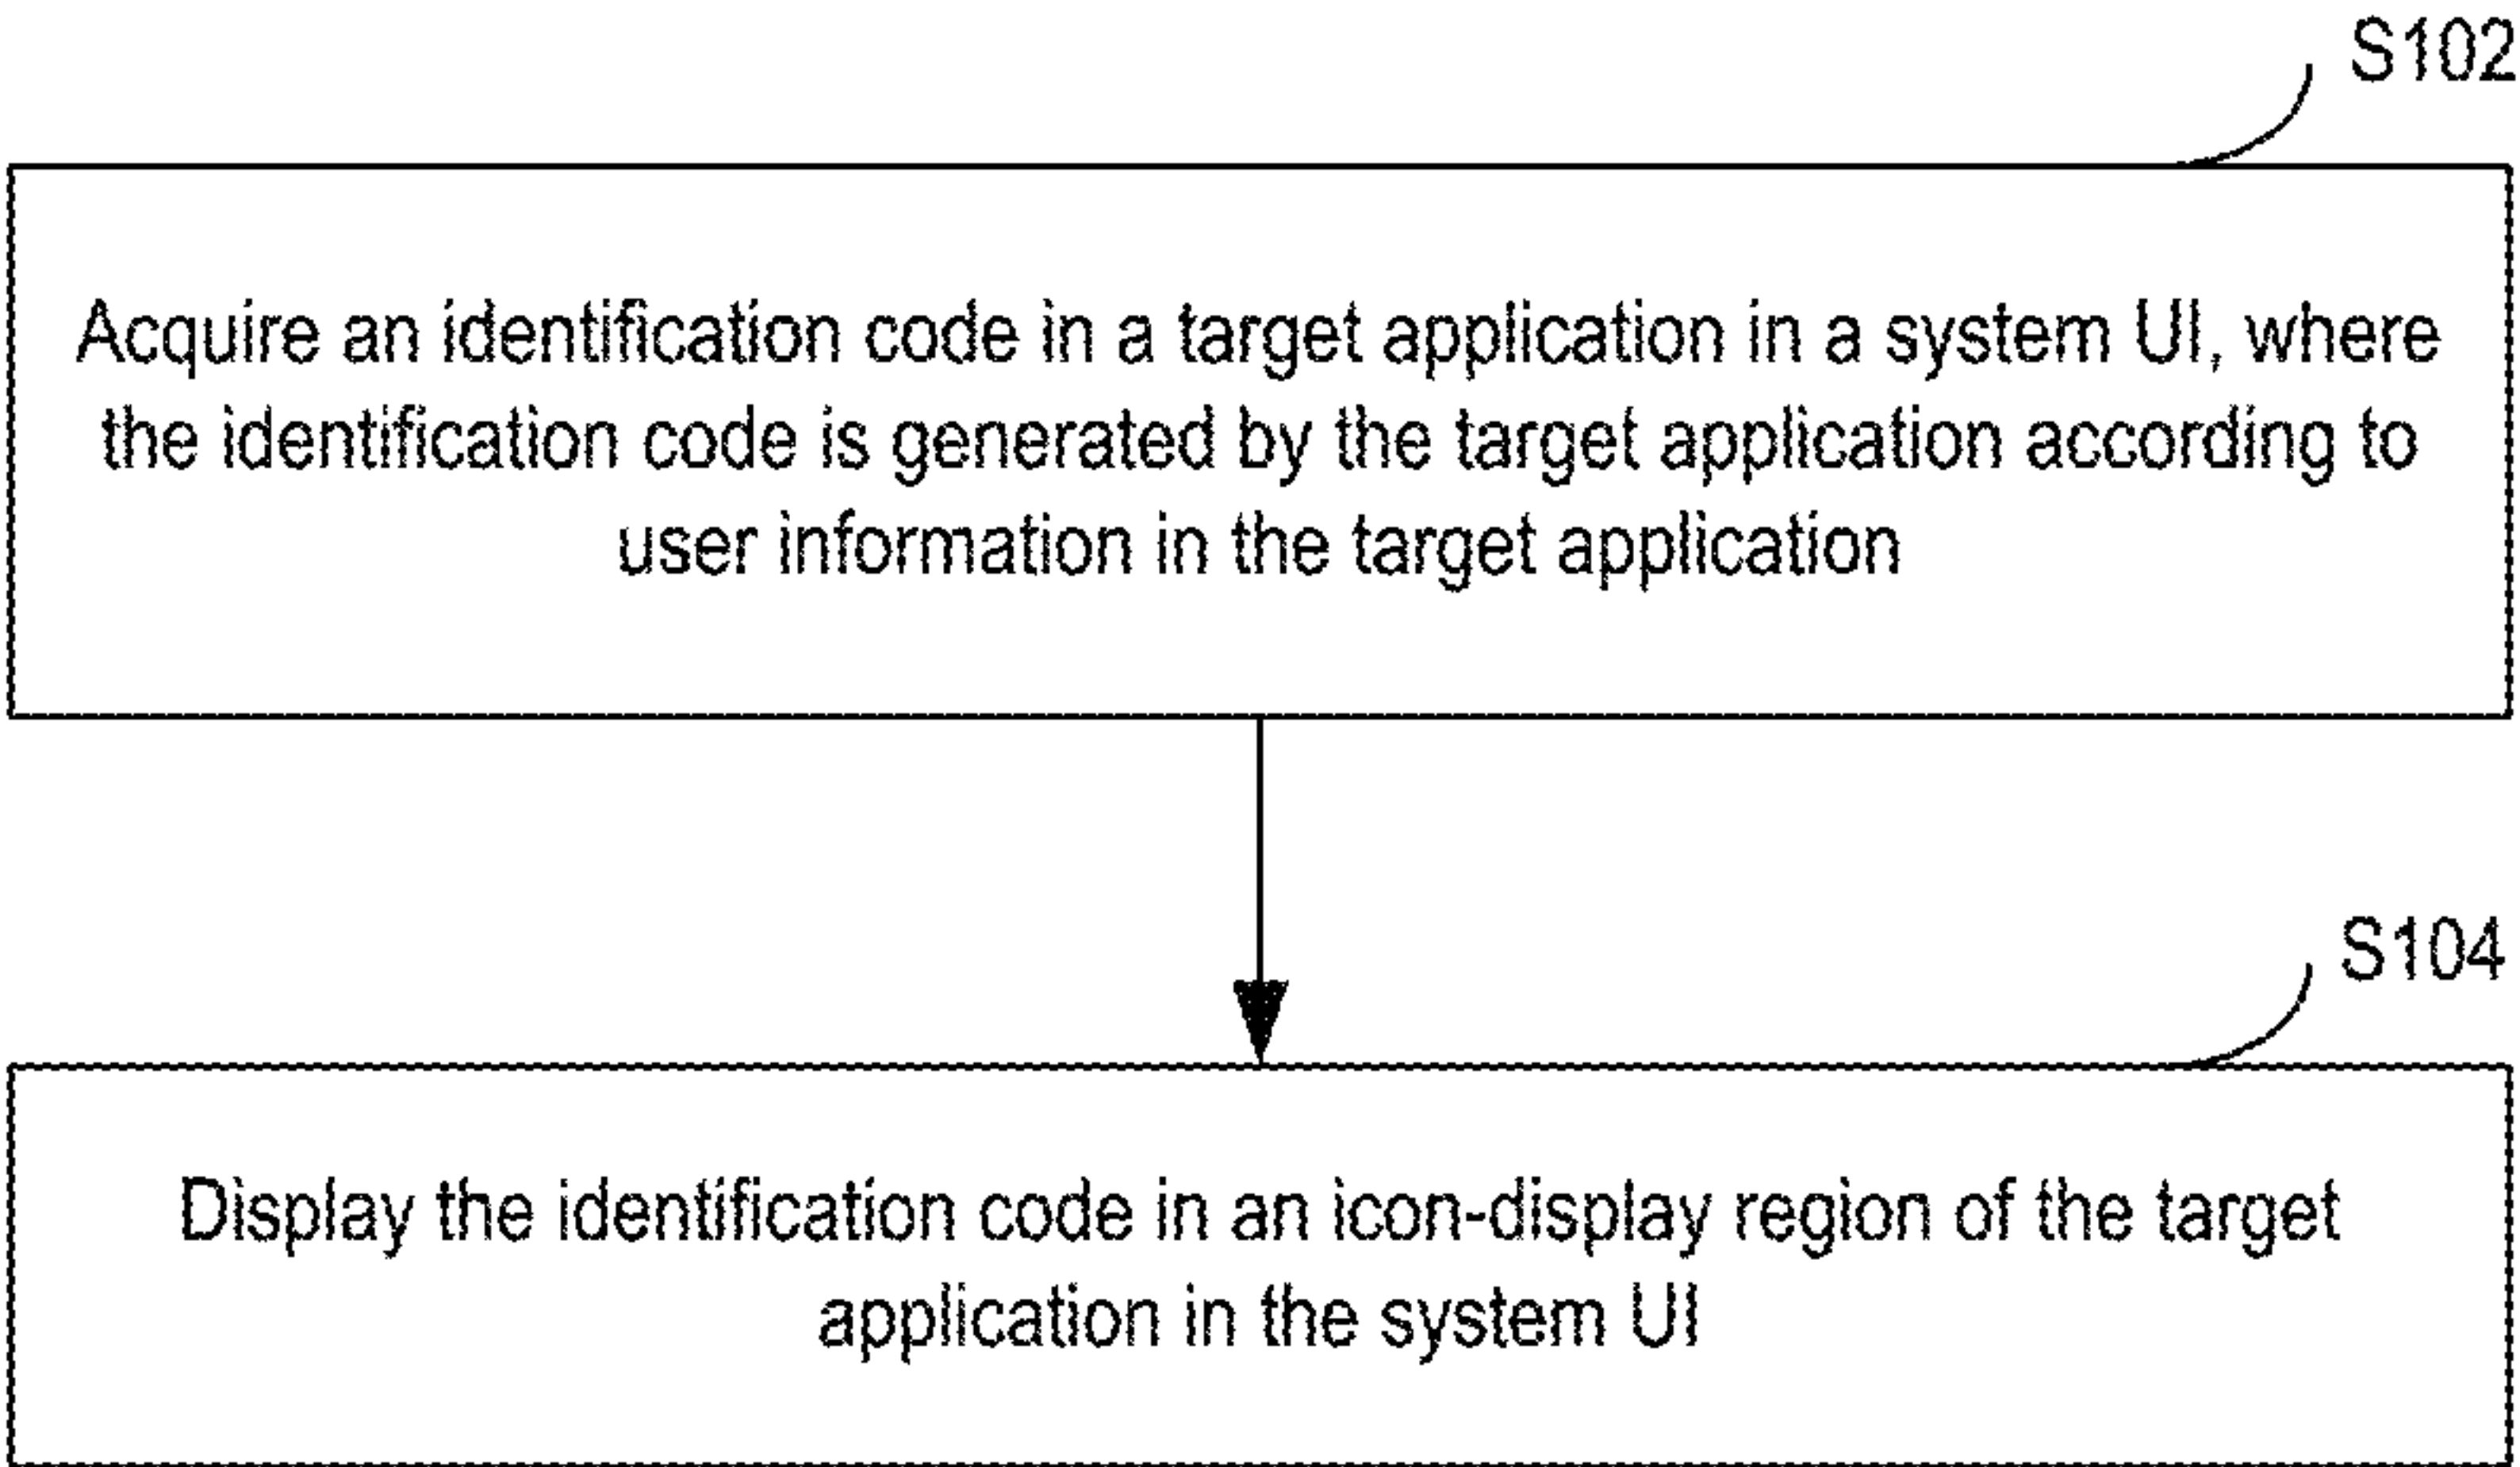 S102
Acquire an identification code in a target application in a system UI, where
the identification code is generated by the target application according to
user information in the target application
S104
Display the identification code in an icon-display region of the target
application in the system UI